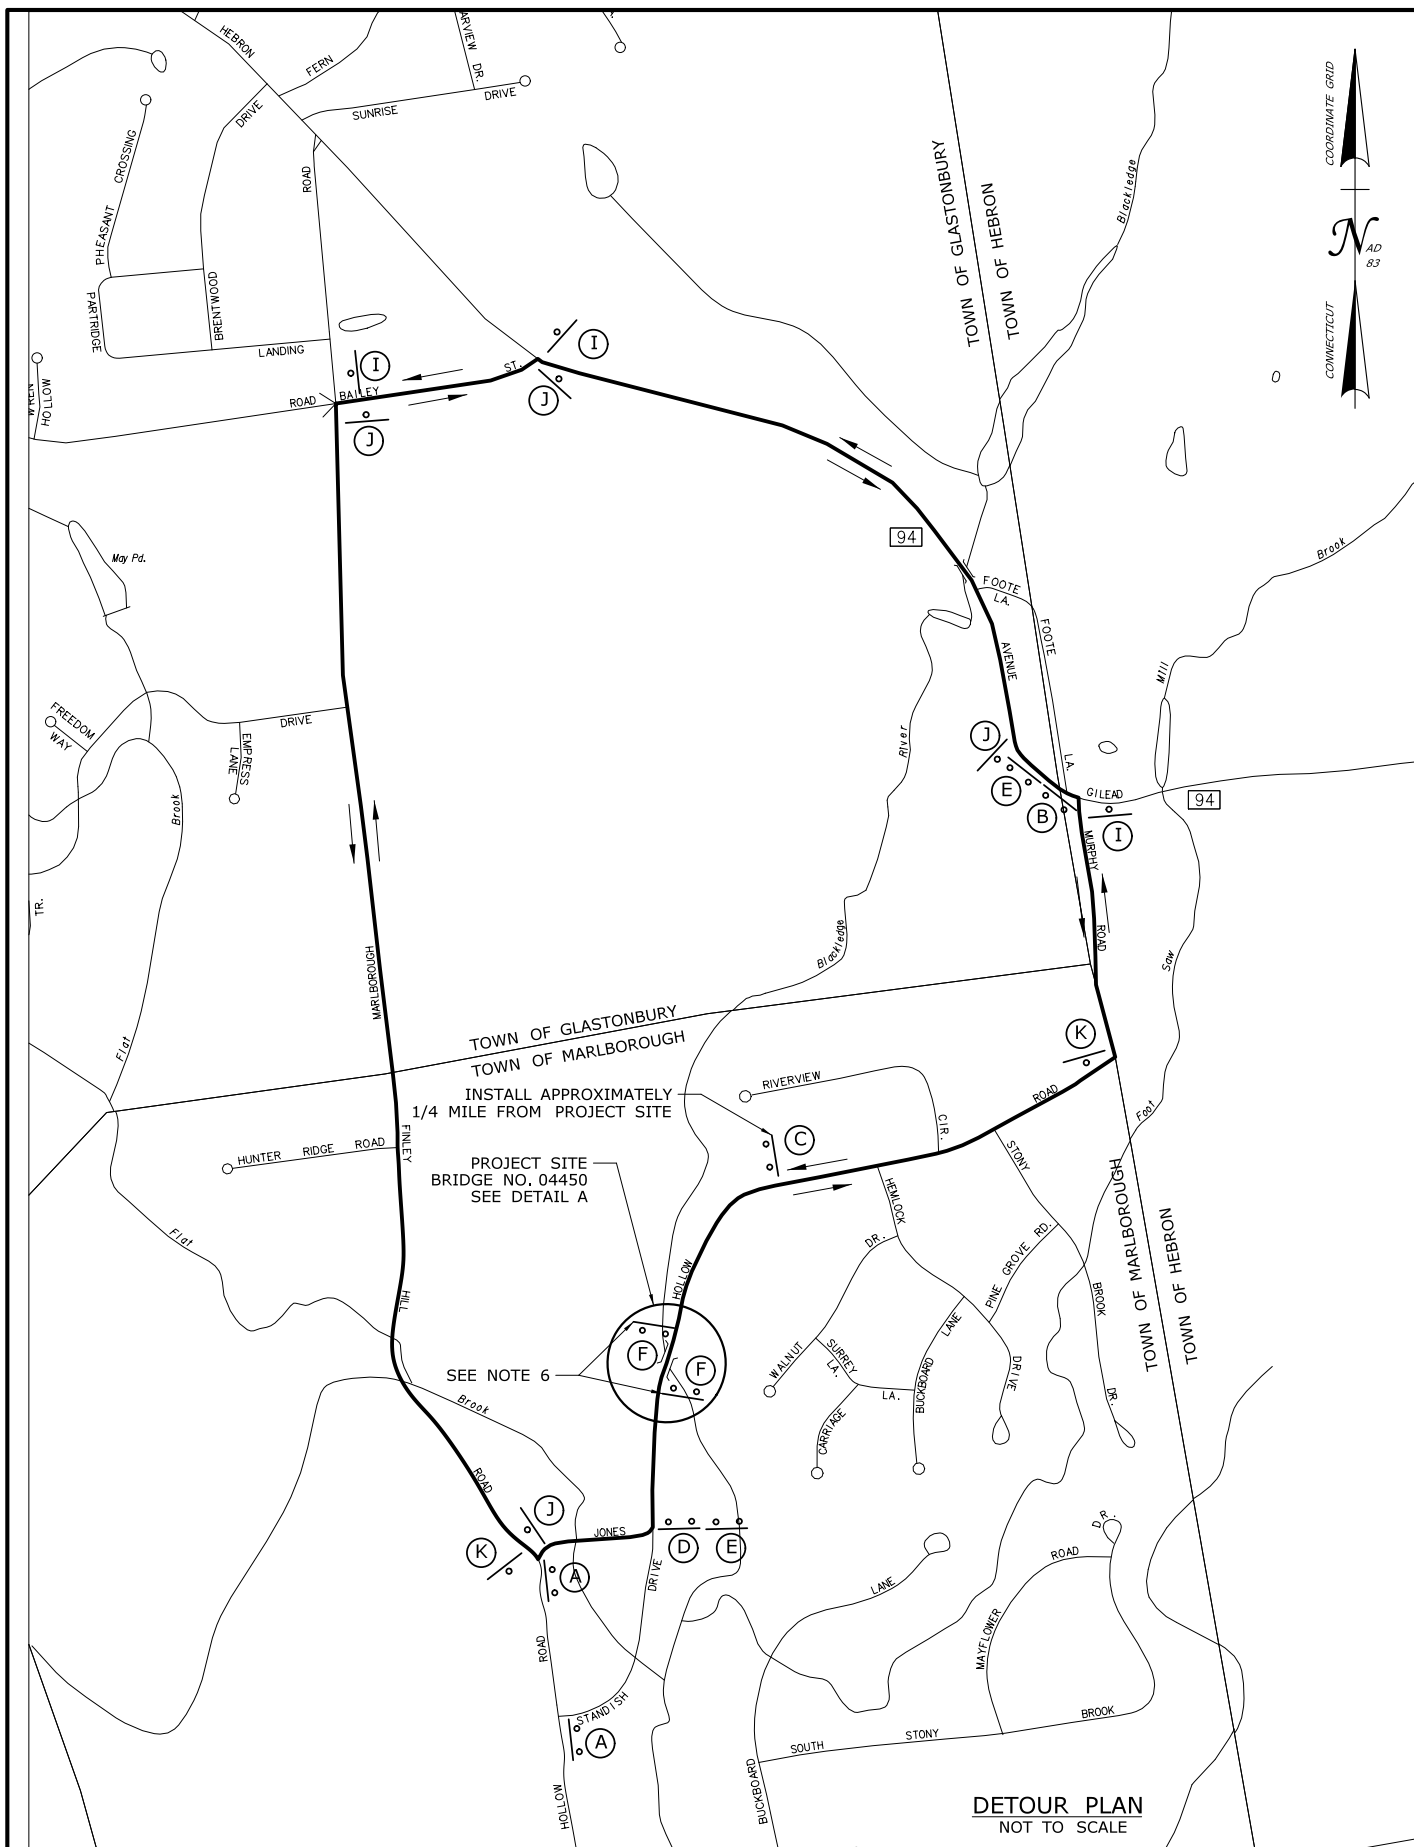 HEBRON
FERN
ARVIEW DR.
SUNRISE
DRIVE
DRIVE
PHEASANT CROSSING
ROAD
PARTRIDGE
BRENTWOOD
LANDING
HOLLOW
ROAD
BAILEY
ST.
I
I
J
J
TOWN OF GLASTONBURY
TOWN OF HEBRON
Blackledge
COORDINATE GRID
N
AD
83
CONNECTICUT
94
May Pd.
FOOTE
LA.
FOOTE
LA.
AVENUE
Brook
Mill
FREEDOM
WAY
EMPRESS
LANE
DRIVE
Brook
River
J
E
B
GILEAD
94
I
MURPHY
ROAD
TR.
MARLBOROUGH
Blackledge
Saw
Flat
TOWN OF GLASTONBURY
TOWN OF MARLBOROUGH
K
INSTALL APPROXIMATELY
1/4 MILE FROM PROJECT SITE
RIVERVIEW
CIR.
ROAD
Foot
C
HUNTER RIDGE ROAD
FINLEY
PROJECT SITE
BRIDGE NO. 04450
SEE DETAIL A
STONY
HEMLOCK
DR.
PINE GROVE RD.
TOWN OF MARLBOROUGH
TOWN OF HEBRON
Flat
HILL
HOLLOW
BROOK
DR.
F
F
SEE NOTE 6
WALNUT
SURREY
LA.
LA.
BUCKBOARD
LANE
DRIVE
CARRIAGE
Brook
ROAD
J
K
A
JONES
D
E
DRIVE
DR.
ROAD
LANE
MAYFLOWER
ROAD
STANDISH
A
HOLLOW
BUCKBOARD
SOUTH
STONY
BROOK
DETOUR PLAN
NOT TO SCALE